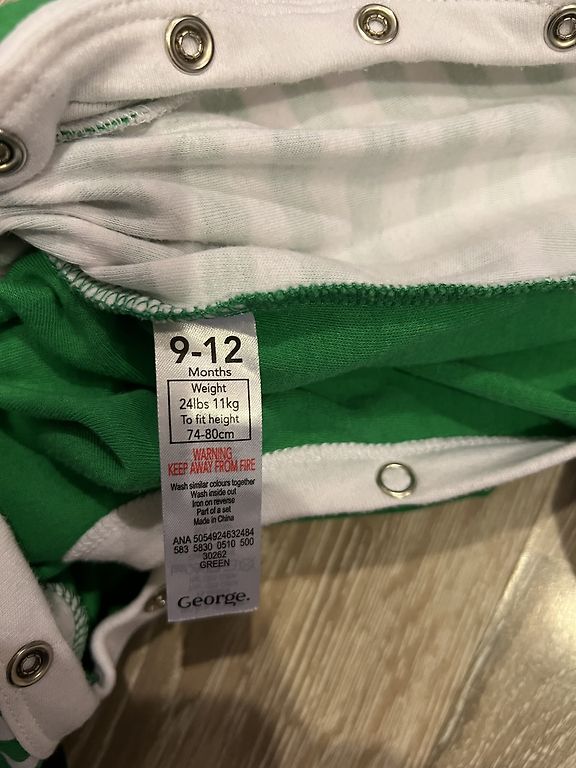 9-12
Months
Weight
24lbs 11kg
To fit height
74-80cm
WARNING
KEEP AWAY FROM FIRE
Wash similar colours together
Wash inside out
Iron on reverse
Part of a set
Made in China
ANA 5054924632484
583 5830 0510 500
30262
GREEN
George.